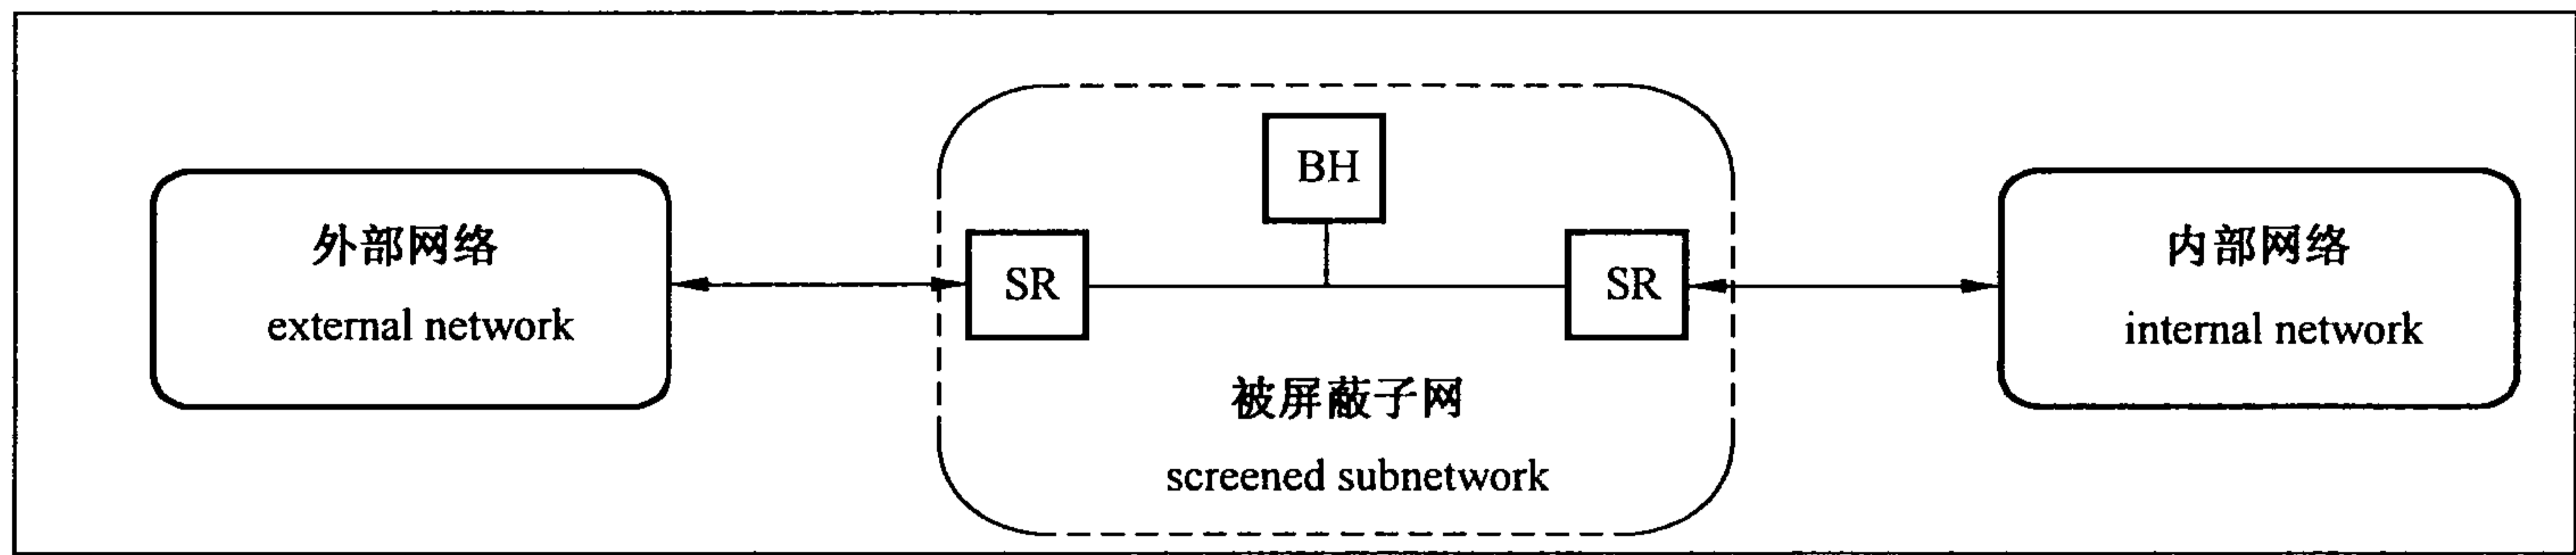 外部网络
external network
BH
SR
SR
被屏蔽子网
screened subnetwork
内部网络
internal network